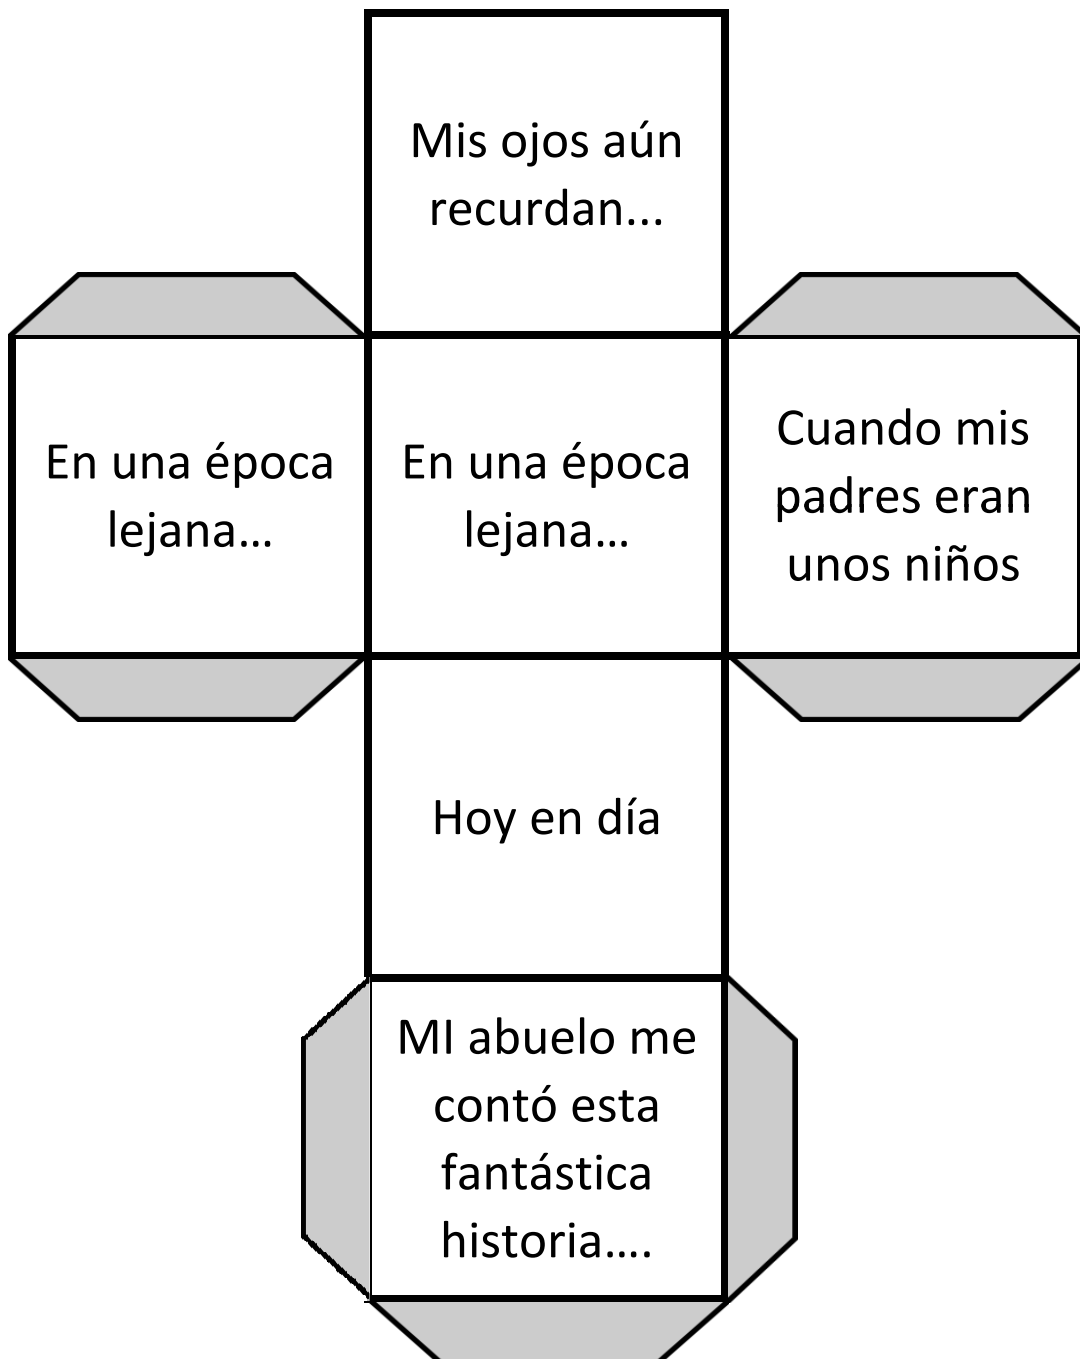 Mis ojos aún
recurdan...
En una época
lejana...
En una época
lejana...
Cuando mis
padres eran
unos niños
Hoy en día
MI abuelo me
contó esta
fantástica
historia....